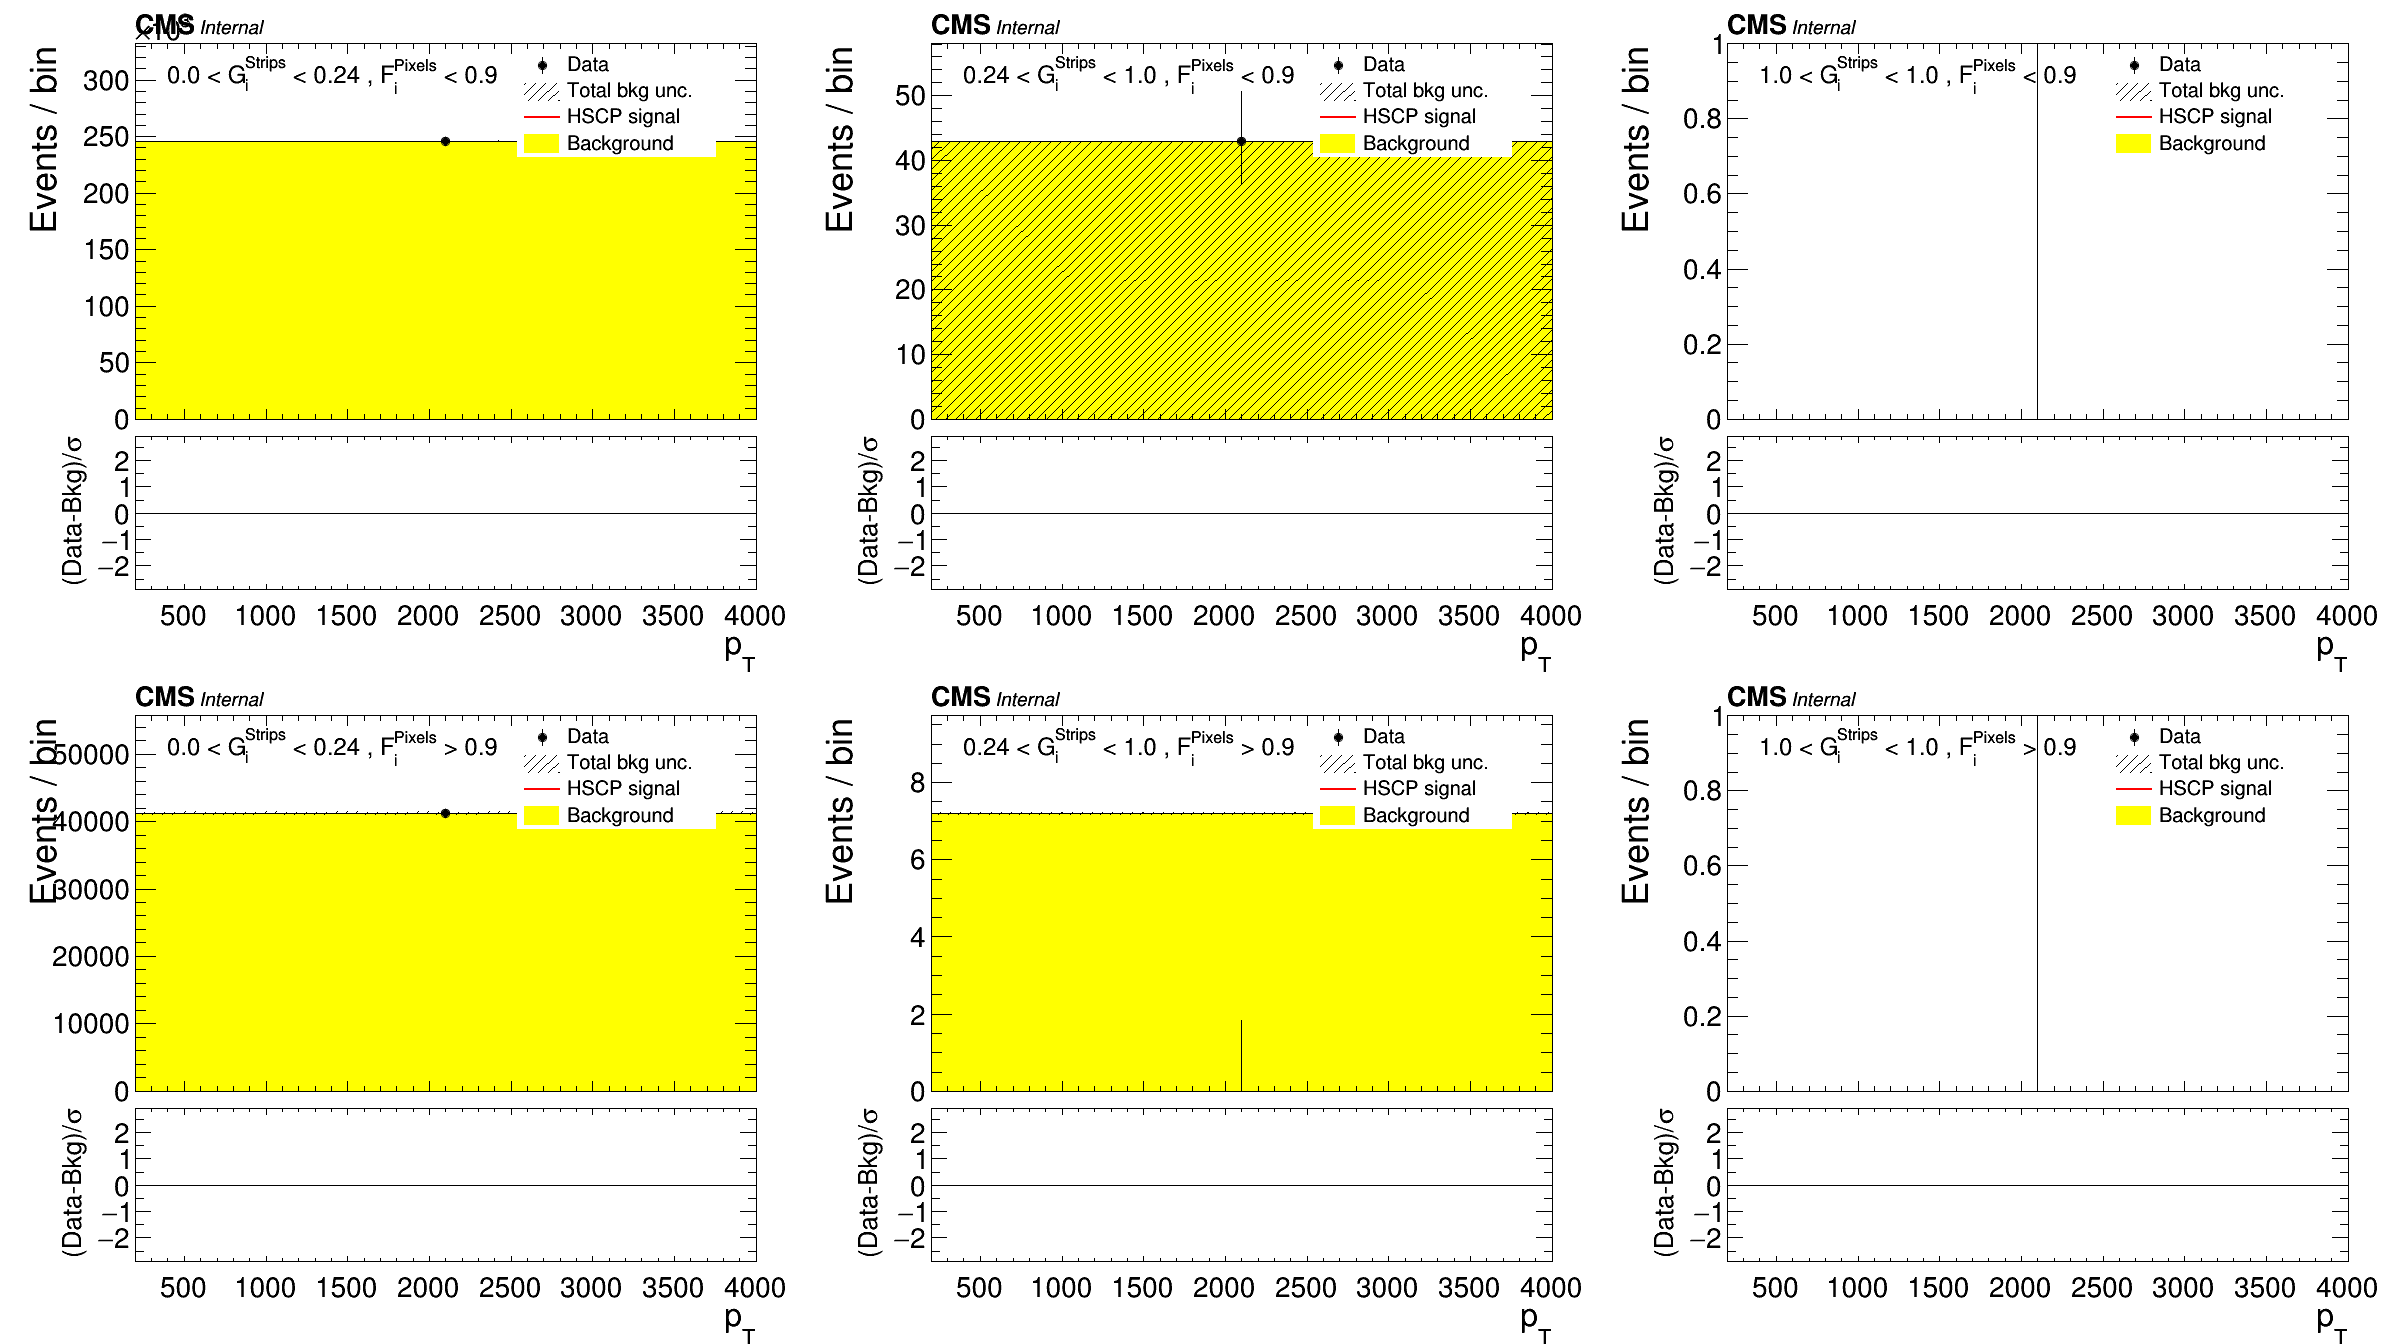 CMS Internal
×10³
Events / bin
0.0 < G_i^Strips < 0.24 , F_i^Pixels < 0.9
Data
Total bkg unc.
HSCP signal
Background
300
250
200
150
100
50
0
(Data-Bkg)/σ
2
1
0
−1
−2
500 1000 1500 2000 2500 3000 3500 4000
p_T
CMS Internal
Events / bin
0.24 < G_i^Strips < 1.0 , F_i^Pixels < 0.9
Data
Total bkg unc.
HSCP signal
Background
50
40
30
20
10
0
(Data-Bkg)/σ
2
1
0
−1
−2
500 1000 1500 2000 2500 3000 3500 4000
p_T
CMS Internal
Events / bin
1.0 < G_i^Strips < 1.0 , F_i^Pixels < 0.9
Data
Total bkg unc.
HSCP signal
Background
1
0.8
0.6
0.4
0.2
0
(Data-Bkg)/σ
2
1
0
−1
−2
500 1000 1500 2000 2500 3000 3500 4000
p_T
CMS Internal
Events / bin
0.0 < G_i^Strips < 0.24 , F_i^Pixels > 0.9
Data
Total bkg unc.
HSCP signal
Background
50000
40000
30000
20000
10000
0
(Data-Bkg)/σ
2
1
0
−1
−2
500 1000 1500 2000 2500 3000 3500 4000
p_T
CMS Internal
Events / bin
0.24 < G_i^Strips < 1.0 , F_i^Pixels > 0.9
Data
Total bkg unc.
HSCP signal
Background
8
6
4
2
0
(Data-Bkg)/σ
2
1
0
−1
−2
500 1000 1500 2000 2500 3000 3500 4000
p_T
CMS Internal
Events / bin
1.0 < G_i^Strips < 1.0 , F_i^Pixels > 0.9
Data
Total bkg unc.
HSCP signal
Background
1
0.8
0.6
0.4
0.2
0
(Data-Bkg)/σ
2
1
0
−1
−2
500 1000 1500 2000 2500 3000 3500 4000
p_T